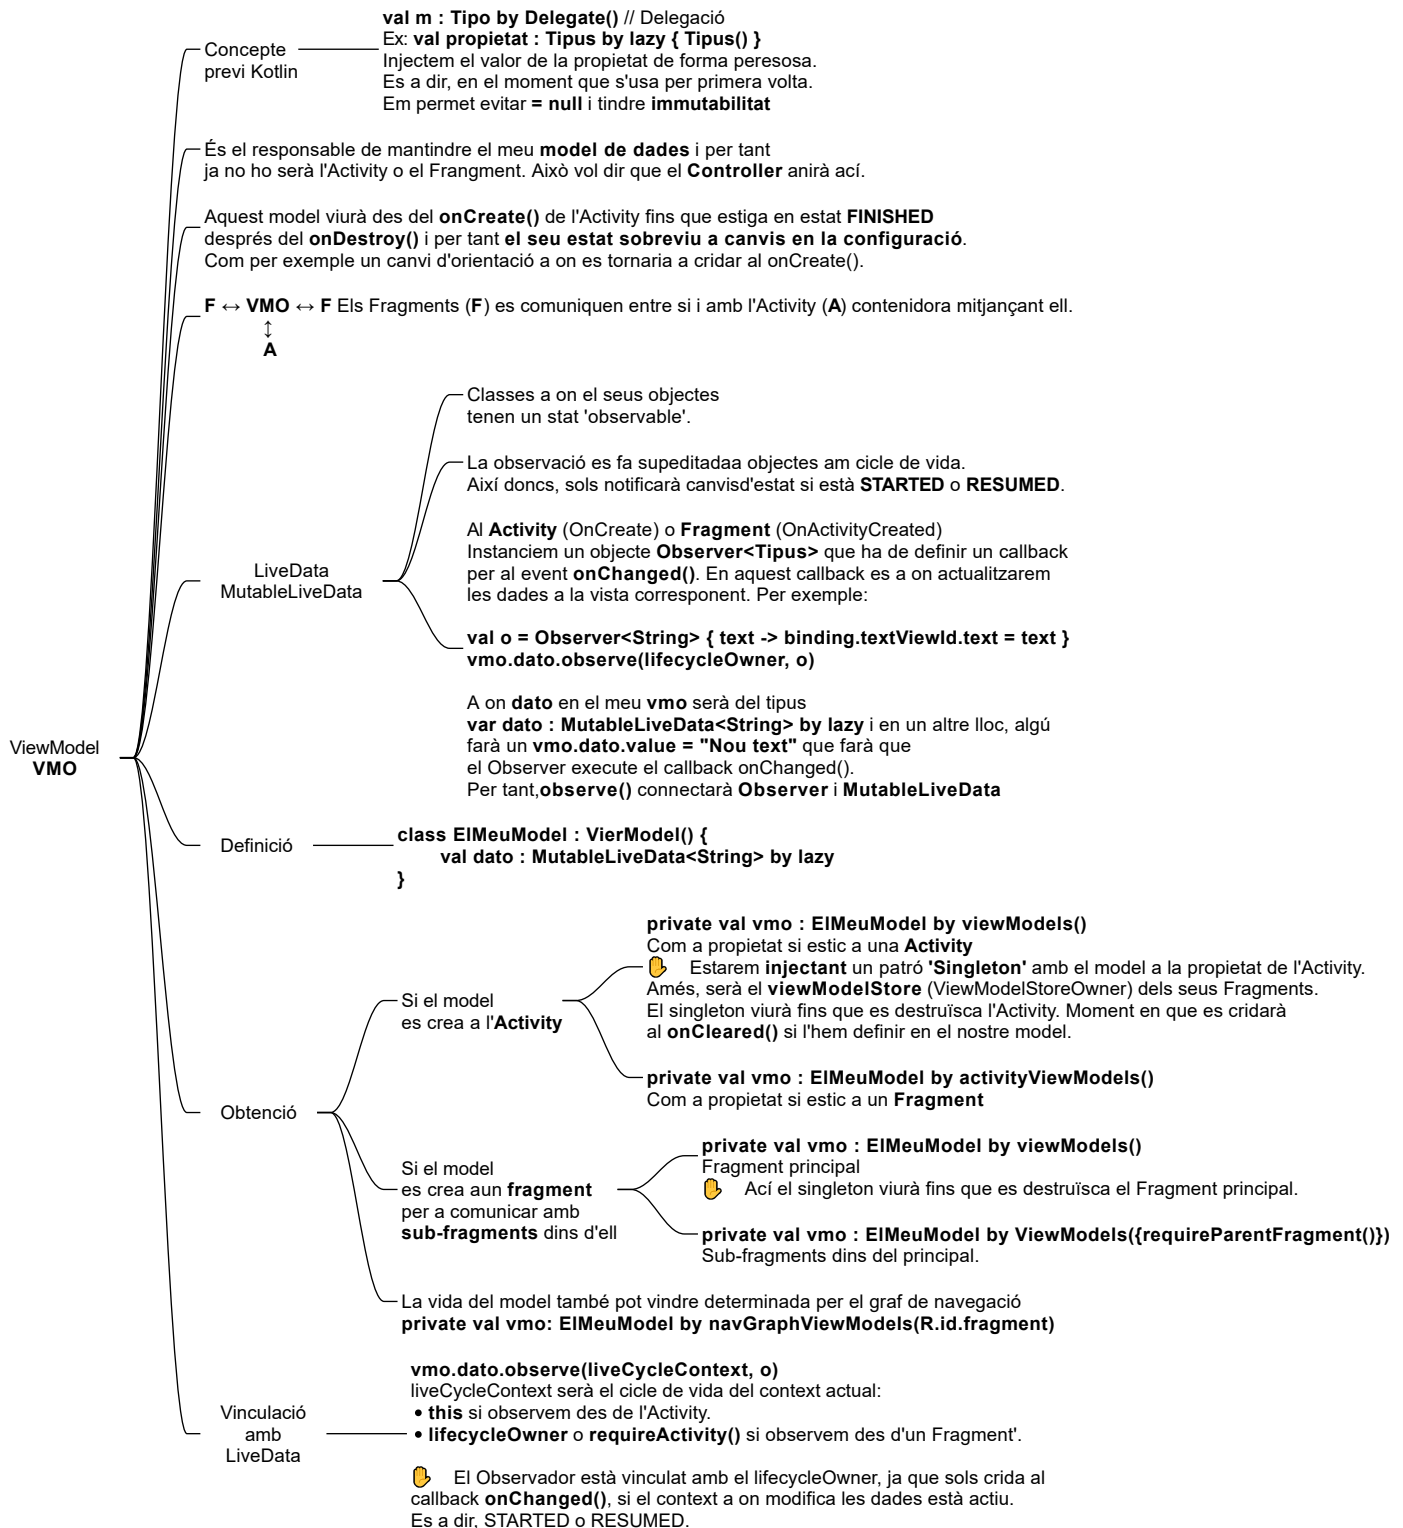 ViewModel
VMO
Concepte
previ Kotlin
val m : Tipo by Delegate() // Delegació
Ex: val propietat : Tipus by lazy { Tipus() }
Injectem el valor de la propietat de forma peresosa.
Es a dir, en el moment que s'usa per primera volta.
Em permet evitar = null i tindre immutabilitat
És el responsable de mantindre el meu model de dades i per tant
ja no ho serà l'Activity o el Frangment. Això vol dir que el Controller anirà ací.
Aquest model viurà des del onCreate() de l'Activity fins que estiga en estat FINISHED
després del onDestroy() i per tant el seu estat sobreviu a canvis en la configuració.
Com per exemple un canvi d'orientació a on es tornaria a cridar al onCreate().
F ↔ VMO ↔ F Els Fragments (F) es comuniquen entre si i amb l'Activity (A) contenidora mitjançant ell.
↕
A
LiveData
MutableLiveData
Classes a on el seus objectes
tenen un stat 'observable'.
La observació es fa supeditadaa objectes am cicle de vida.
Així doncs, sols notificarà canvisd'estat si està STARTED o RESUMED.
Al Activity (OnCreate) o Fragment (OnActivityCreated)
Instanciem un objecte Observer<Tipus> que ha de definir un callback
per al event onChanged(). En aquest callback es a on actualitzarem
les dades a la vista corresponent. Per exemple:
val o = Observer<String> { text -> binding.textViewId.text = text }
vmo.dato.observe(lifecycleOwner, o)
A on dato en el meu vmo serà del tipus
var dato : MutableLiveData<String> by lazy i en un altre lloc, algú
farà un vmo.dato.value = "Nou text" que farà que
el Observer execute el callback onChanged().
Per tant,observe() connectarà Observer i MutableLiveData
Definició
class ElMeuModel : VierModel() {
val dato : MutableLiveData<String> by lazy
}
Obtenció
Si el model
es crea a l'Activity
private val vmo : ElMeuModel by viewModels()
Com a propietat si estic a una Activity
✋ Estarem injectant un patró 'Singleton' amb el model a la propietat de l'Activity.
Amés, serà el viewModelStore (ViewModelStoreOwner) dels seus Fragments.
El singleton viurà fins que es destruïsca l'Activity. Moment en que es cridarà
al onCleared() si l'hem definir en el nostre model.
private val vmo : ElMeuModel by activityViewModels()
Com a propietat si estic a un Fragment
Si el model
es crea aun fragment
per a comunicar amb
sub-fragments dins d'ell
private val vmo : ElMeuModel by viewModels()
Fragment principal
✋ Ací el singleton viurà fins que es destruïsca el Fragment principal.
private val vmo : ElMeuModel by ViewModels({requireParentFragment()})
Sub-fragments dins del principal.
La vida del model també pot vindre determinada per el graf de navegació
private val vmo: ElMeuModel by navGraphViewModels(R.id.fragment)
Vinculació
amb
LiveData
vmo.dato.observe(liveCycleContext, o)
liveCycleContext serà el cicle de vida del context actual:
• this si observem des de l'Activity.
• lifecycleOwner o requireActivity() si observem des d'un Fragment'.
✋ El Observador està vinculat amb el lifecycleOwner, ja que sols crida al
callback onChanged(), si el context a on modifica les dades està actiu.
Es a dir, STARTED o RESUMED.